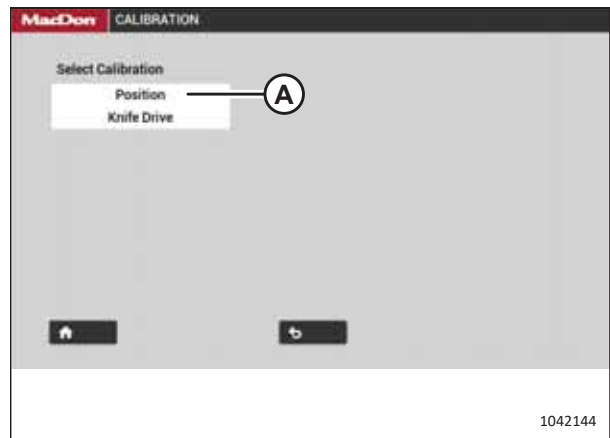 MacDon CALIBRATION
Select Calibration
Position
A
Knife Drive
1042144